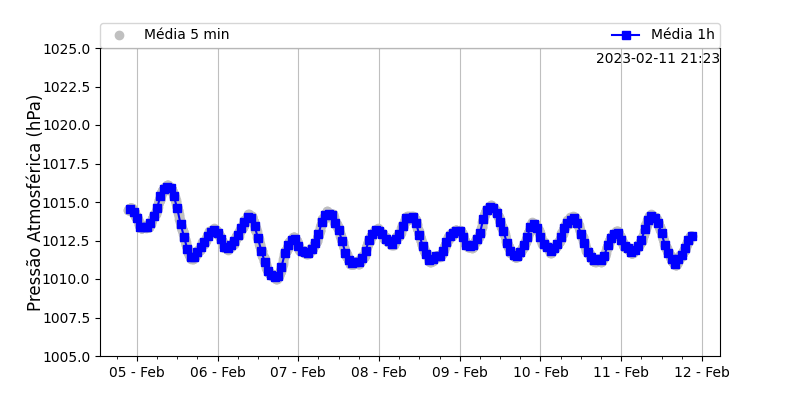 Média 5 min
Média 1h
2023-02-11 21:23
Pressão Atmosférica (hPa)
1025.0
1022.5
1020.0
1017.5
1015.0
1012.5
1010.0
1007.5
1005.0
05 - Feb
06 - Feb
07 - Feb
08 - Feb
09 - Feb
10 - Feb
11 - Feb
12 - Feb